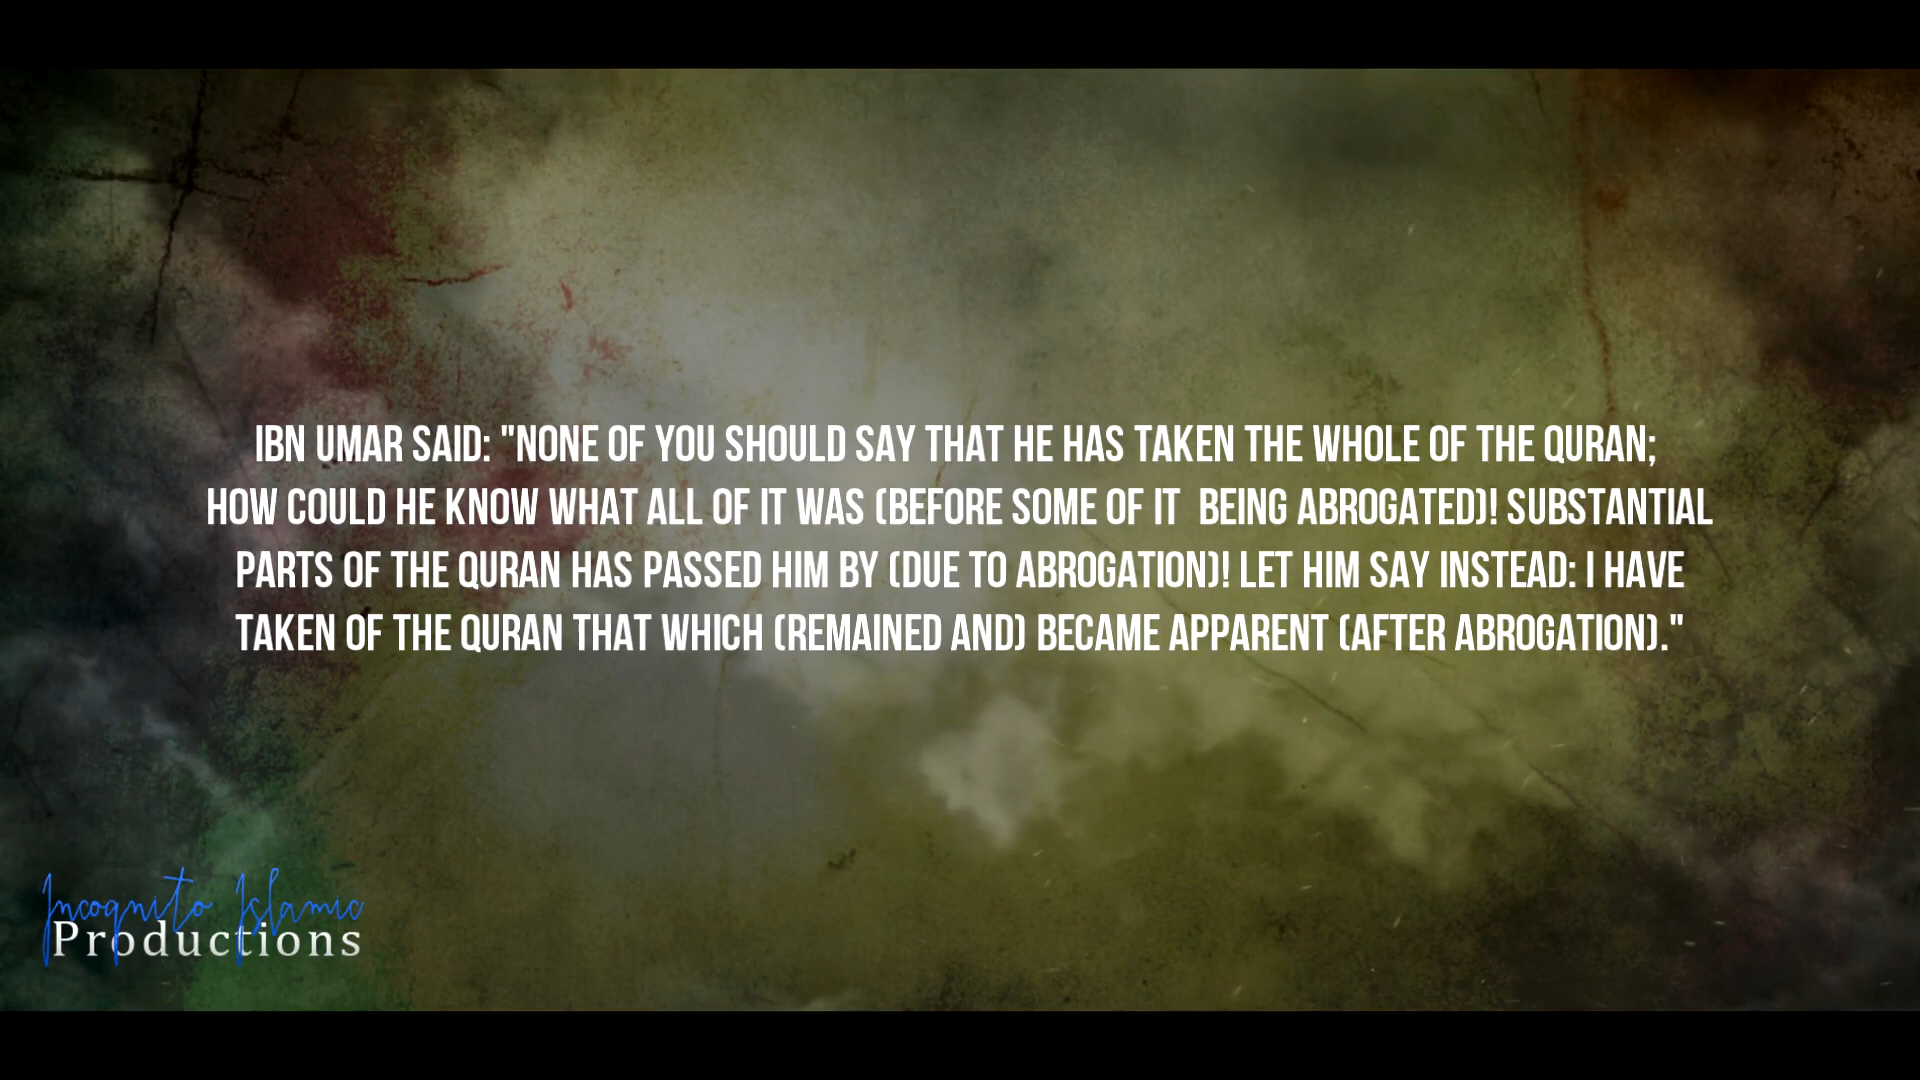 IBN UMAR SAID: "NONE OF YOU SHOULD SAY THAT HE HAS TAKEN THE WHOLE OF THE QURAN;
HOW COULD HE KNOW WHAT ALL OF IT WAS (BEFORE SOME OF IT BEING ABROGATED)! SUBSTANTIAL
PARTS OF THE QURAN HAS PASSED HIM BY (DUE TO ABROGATION)! LET HIM SAY INSTEAD: I HAVE
TAKEN OF THE QURAN THAT WHICH (REMAINED AND) BECAME APPARENT (AFTER ABROGATION)."
Incognito Islamic
Productions